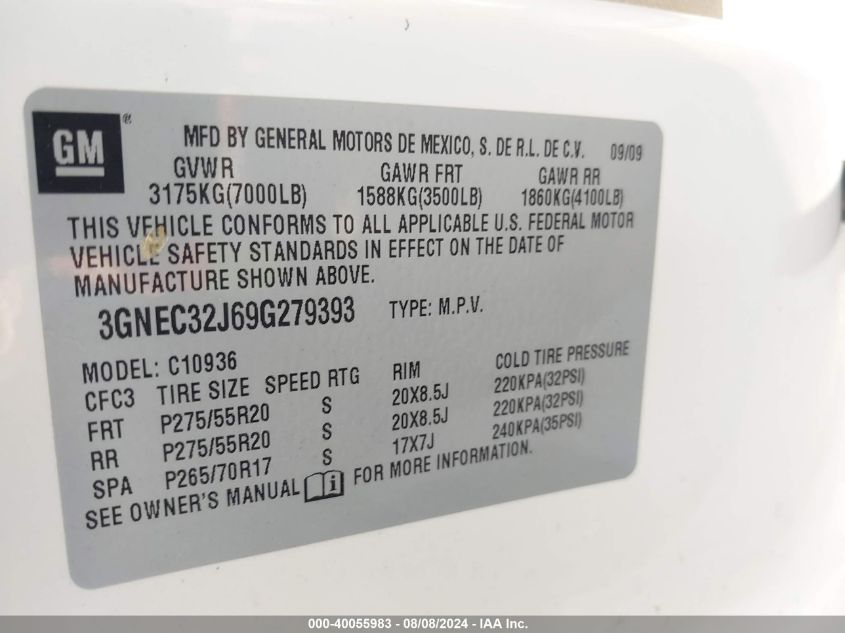 GM®
MFD BY GENERAL MOTORS DE MEXICO, S. DE R.L. DE C.V. 09/09
GVWR GAWR FRT GAWR RR
3175KG(7000LB) 1588KG(3500LB) 1860KG(4100LB)
THIS VEHICLE CONFORMS TO ALL APPLICABLE U.S. FEDERAL MOTOR
VEHICLE SAFETY STANDARDS IN EFFECT ON THE DATE OF
MANUFACTURE SHOWN ABOVE.
3GNEC32J69G279393 TYPE: M.P.V.
MODEL: C10936
CFC3 TIRE SIZE SPEED RTG RIM COLD TIRE PRESSURE
FRT P275/55R20 S 20X8.5J 220KPA(32PSI)
RR P275/55R20 S 20X8.5J 220KPA(32PSI)
SPA P265/70R17 S 17X7J 240KPA(35PSI)
SEE OWNER'S MANUAL i FOR MORE INFORMATION.
000-40055983 - 08/08/2024 - IAA Inc.